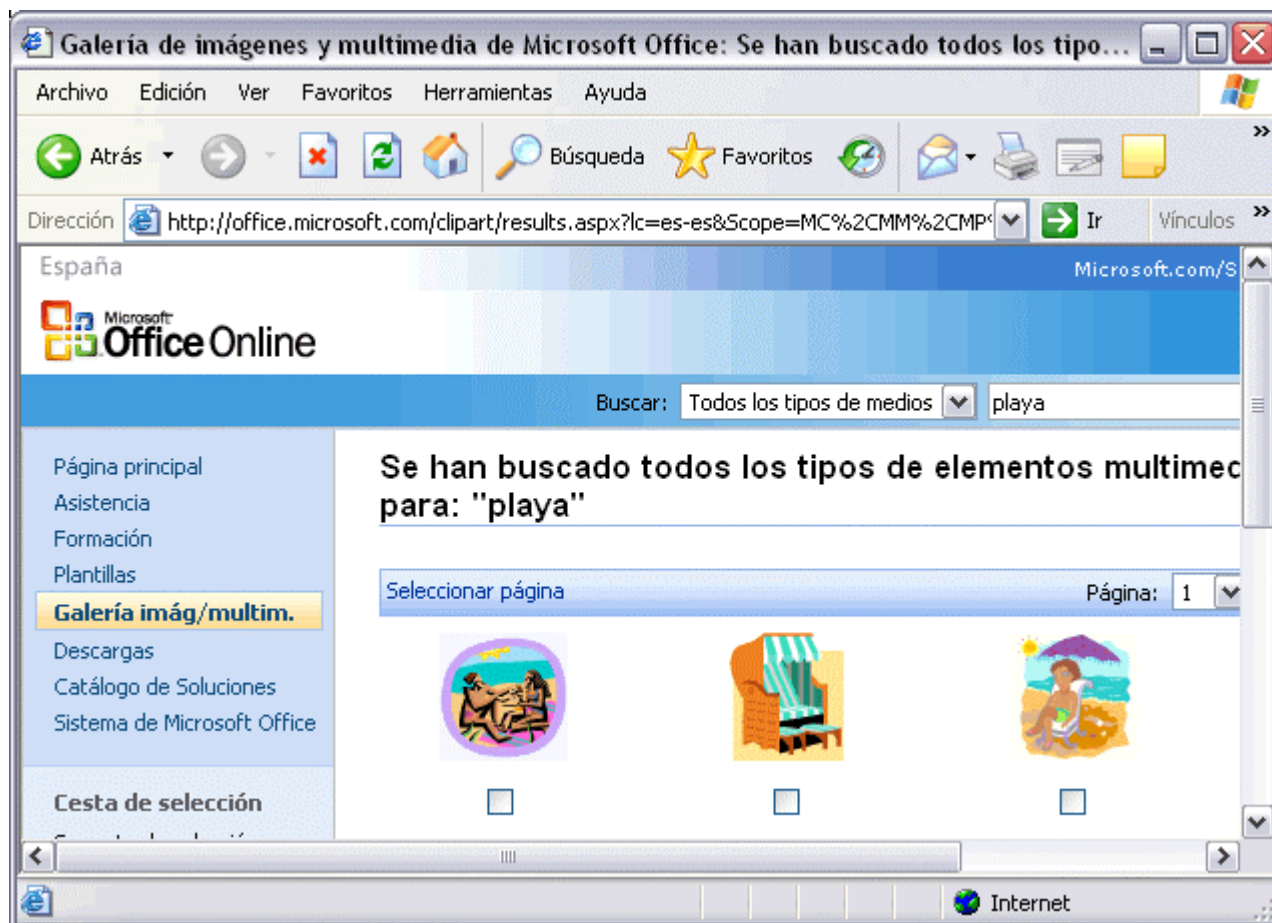 Galería de imágenes y multimedia de Microsoft Office: Se han buscado todos los tipo...
Archivo Edición Ver Favoritos Herramientas Ayuda
Atrás Búsqueda Favoritos »
Dirección http://office.microsoft.com/clipart/results.aspx?lc=es-es&Scope=MC%2CMM%2CMP Ir Vínculos »
España Microsoft.com/S
Microsoft
Office Online
Buscar: Todos los tipos de medios playa
Página principal
Asistencia
Formación
Plantillas
Galería imág/multim.
Descargas
Catálogo de Soluciones
Sistema de Microsoft Office
Cesta de selección
Se han buscado todos los tipos de elementos multimed
para: "playa"
Seleccionar página Página: 1
Internet